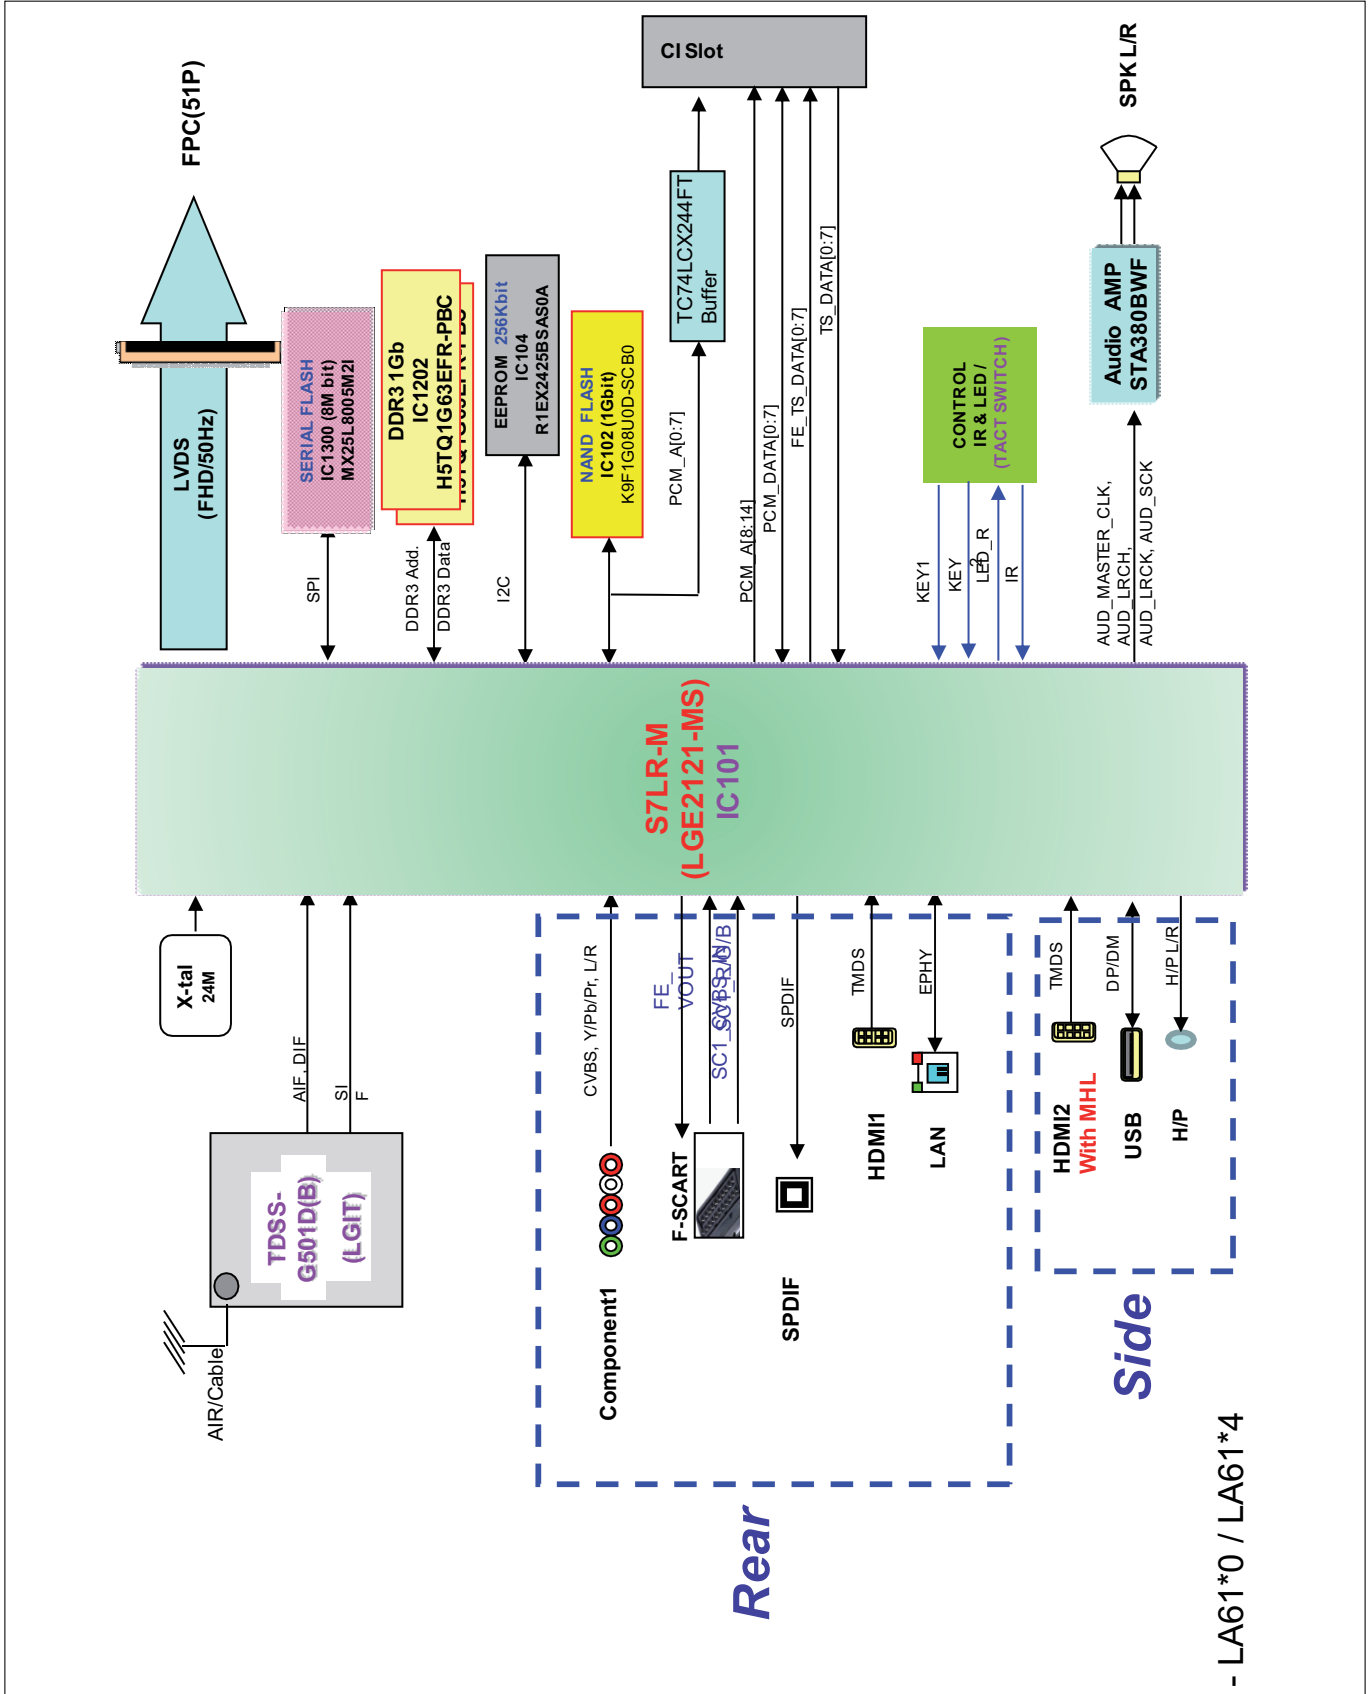 - LA61*0 / LA61*4
Rear
Side
AIR/Cable
TDSS-
G501D(B)
(LGIT)
X-tal
24M
AIF, DIF
SI
F
Component1
CVBS, Y/Pb/Pr, L/R
F-SCART
FE_
VOUT
SC1_CVBS_IN
SC1_R/G/B
SPDIF
SPDIF
HDMI1
TMDS
LAN
EPHY
HDMI2
With MHL
TMDS
USB
DP/DM
H/P
H/P L/R
S7LR-M
(LGE2121-MS)
IC101
LVDS
(FHD/50Hz)
FPC(51P)
SPI
SERIAL FLASH
IC1300 (8M bit)
MX25L8005M2I
DDR3 Add.
DDR3 Data
DDR3 1Gb
IC1202
H5TQ1G63EFR-PBC
I2C
EEPROM 256Kbit
IC104
R1EX2425BSAS0A
NAND FLASH
IC102 (1Gbit)
K9F1G08U0D-SCB0
PCM_A[0:7]
TC74LCX244FT
Buffer
CI Slot
PCM_A[8:14]
PCM_DATA[0:7]
FE_TS_DATA[0:7]
TS_DATA[0:7]
KEY1
KEY
2
LED_R
IR
CONTROL
IR & LED /
(TACT SWITCH)
AUD_MASTER_CLK,
AUD_LRCH,
AUD_LRCK, AUD_SCK
Audio AMP
STA380BWF
SPK L/R